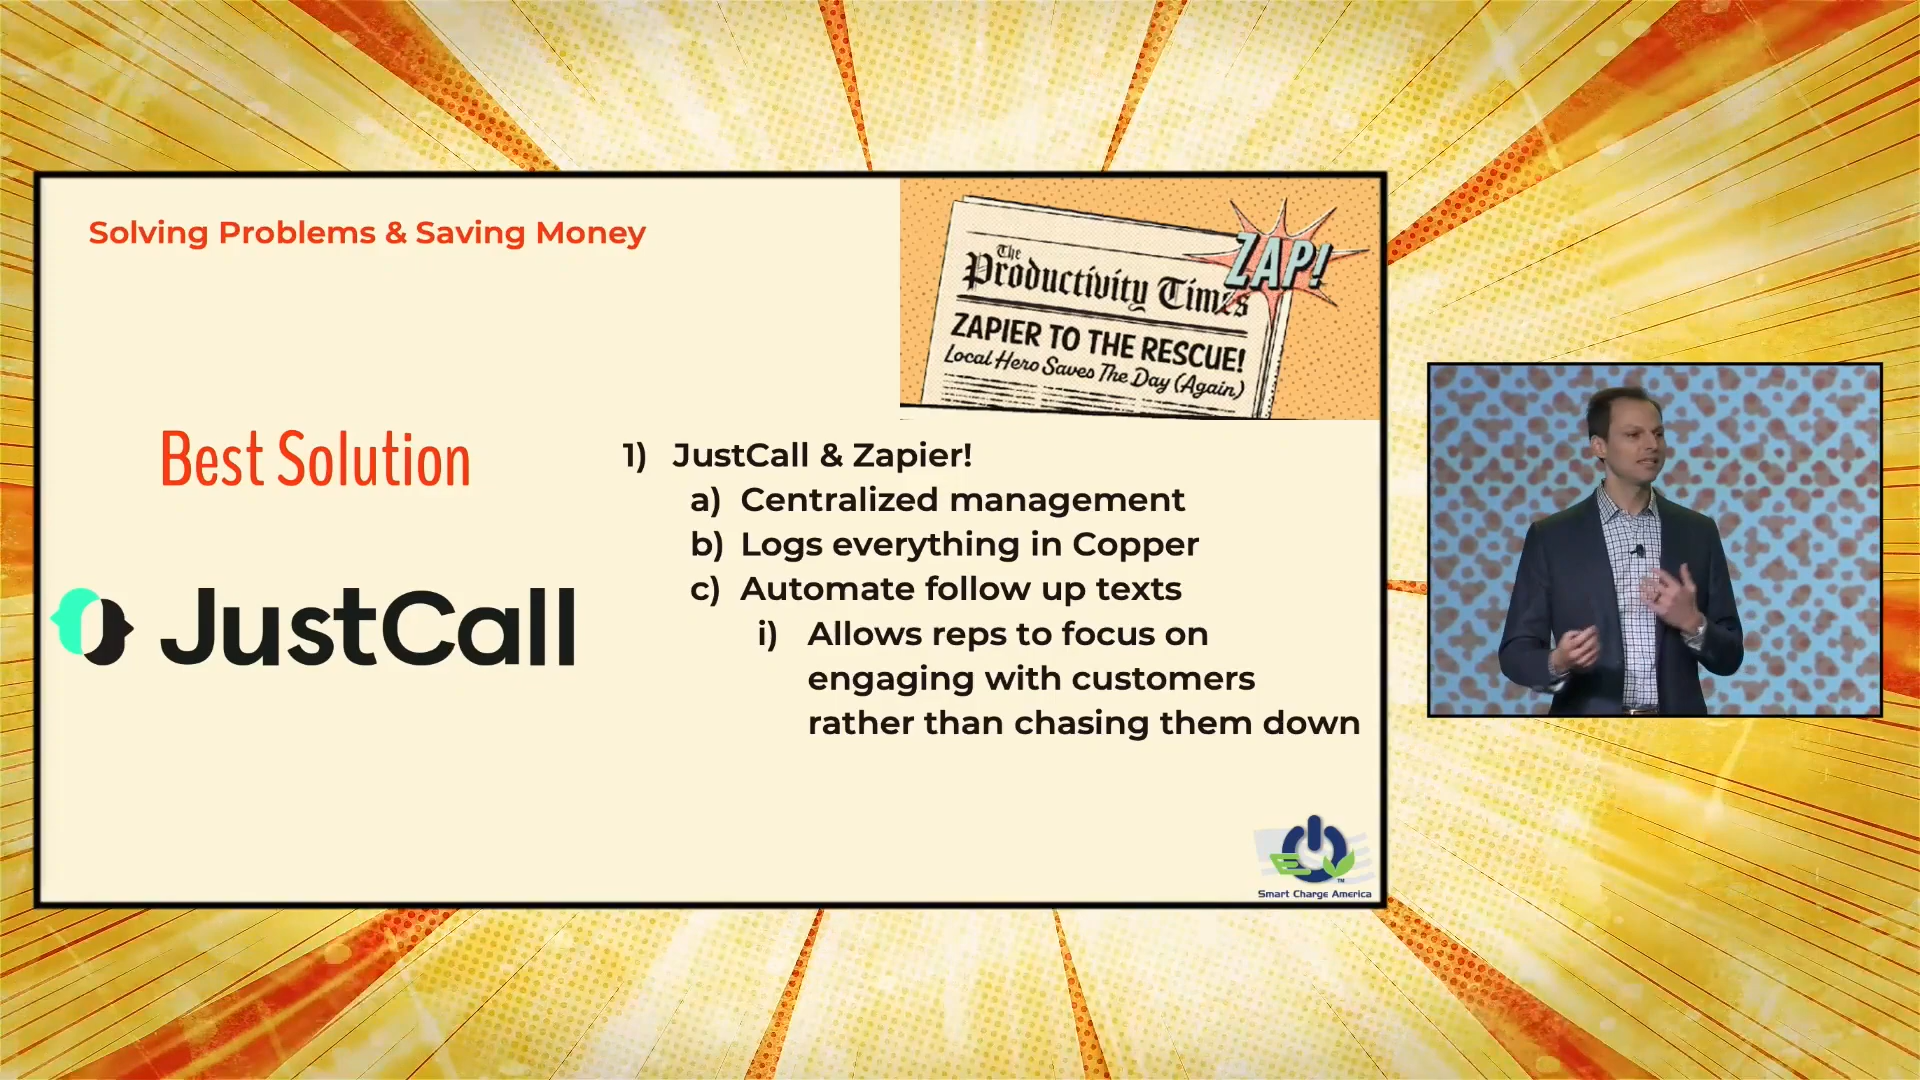 Solving Problems & Saving Money
The
Productivity Times
ZAP!
ZAPIER TO THE RESCUE!
Local Hero Saves The Day (Again)
Best Solution
JustCall
1) JustCall & Zapier!
a) Centralized management
b) Logs everything in Copper
c) Automate follow up texts
i) Allows reps to focus on
engaging with customers
rather than chasing them down
EV
TM
Smart Charge America